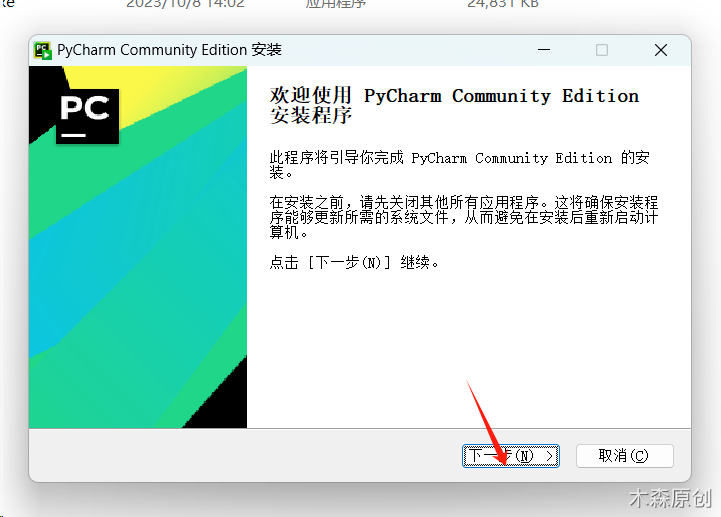 xe 2023/10/8 14:02 应用程序 24,831 KB
PyCharm Community Edition 安装
PC
欢迎使用 PyCharm Community Edition
安装程序
此程序将引导你完成 PyCharm Community Edition 的安
装。
在安装之前，请先关闭其他所有应用程序。这将确保安装程
序能够更新所需的系统文件，从而避免在安装后重新启动计
算机。
点击 [下一步(N)] 继续。
下一步(N) > 取消(C)
木森原创